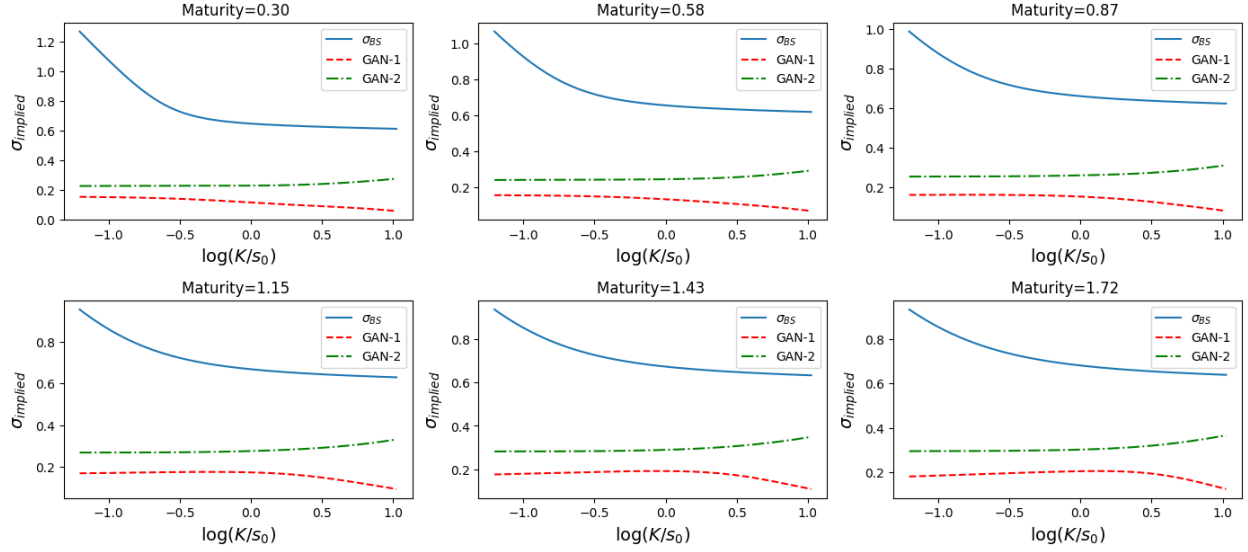 Maturity=0.30
σ_implied
1.2
1.0
0.8
0.6
0.4
0.2
0.0
σ_BS
GAN-1
GAN-2
−1.0
−0.5
0.0
0.5
1.0
log(K/s_0)
Maturity=0.58
σ_implied
1.0
0.8
0.6
0.4
0.2
σ_BS
GAN-1
GAN-2
−1.0
−0.5
0.0
0.5
1.0
log(K/s_0)
Maturity=0.87
σ_implied
1.0
0.8
0.6
0.4
0.2
σ_BS
GAN-1
GAN-2
−1.0
−0.5
0.0
0.5
1.0
log(K/s_0)
Maturity=1.15
σ_implied
0.8
0.6
0.4
0.2
σ_BS
GAN-1
GAN-2
−1.0
−0.5
0.0
0.5
1.0
log(K/s_0)
Maturity=1.43
σ_implied
0.8
0.6
0.4
0.2
σ_BS
GAN-1
GAN-2
−1.0
−0.5
0.0
0.5
1.0
log(K/s_0)
Maturity=1.72
σ_implied
0.8
0.6
0.4
0.2
σ_BS
GAN-1
GAN-2
−1.0
−0.5
0.0
0.5
1.0
log(K/s_0)